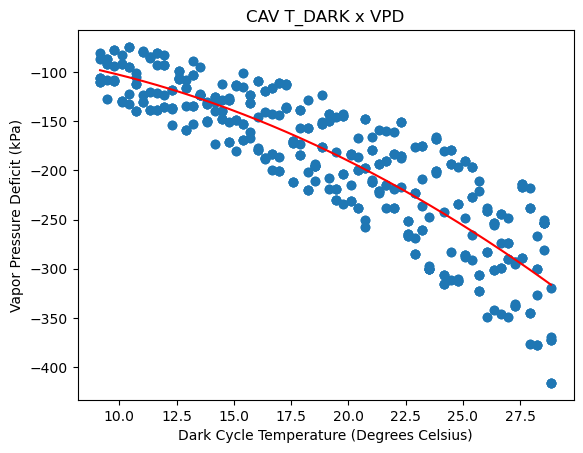 CAV T_DARK x VPD
Vapor Pressure Deficit (kPa)
−100
−150
−200
−250
−300
−350
−400
10.0 12.5 15.0 17.5 20.0 22.5 25.0 27.5
Dark Cycle Temperature (Degrees Celsius)